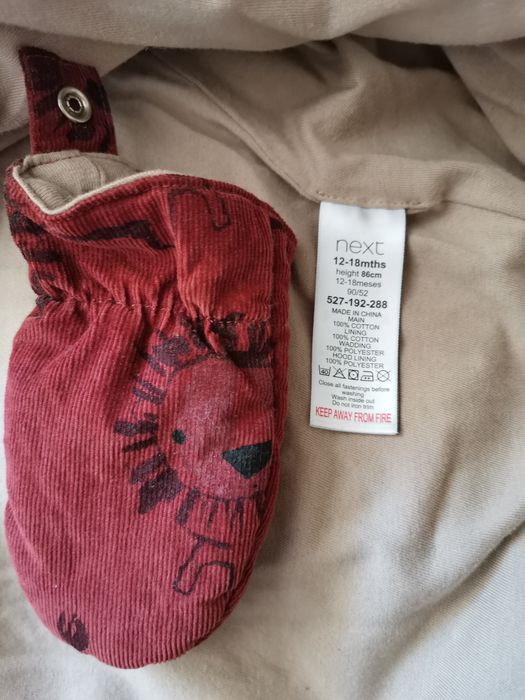 next
12-18mths
height 86cm
12-18meses
90/52
527-192-288
MADE IN CHINA
MAIN
100% COTTON
LINING
100% COTTON
WADDING
100% POLYESTER
HOOD LINING
100% POLYESTER
40
Close all fastenings before
washing
Wash inside out
Do not iron trim
KEEP AWAY FROM FIRE